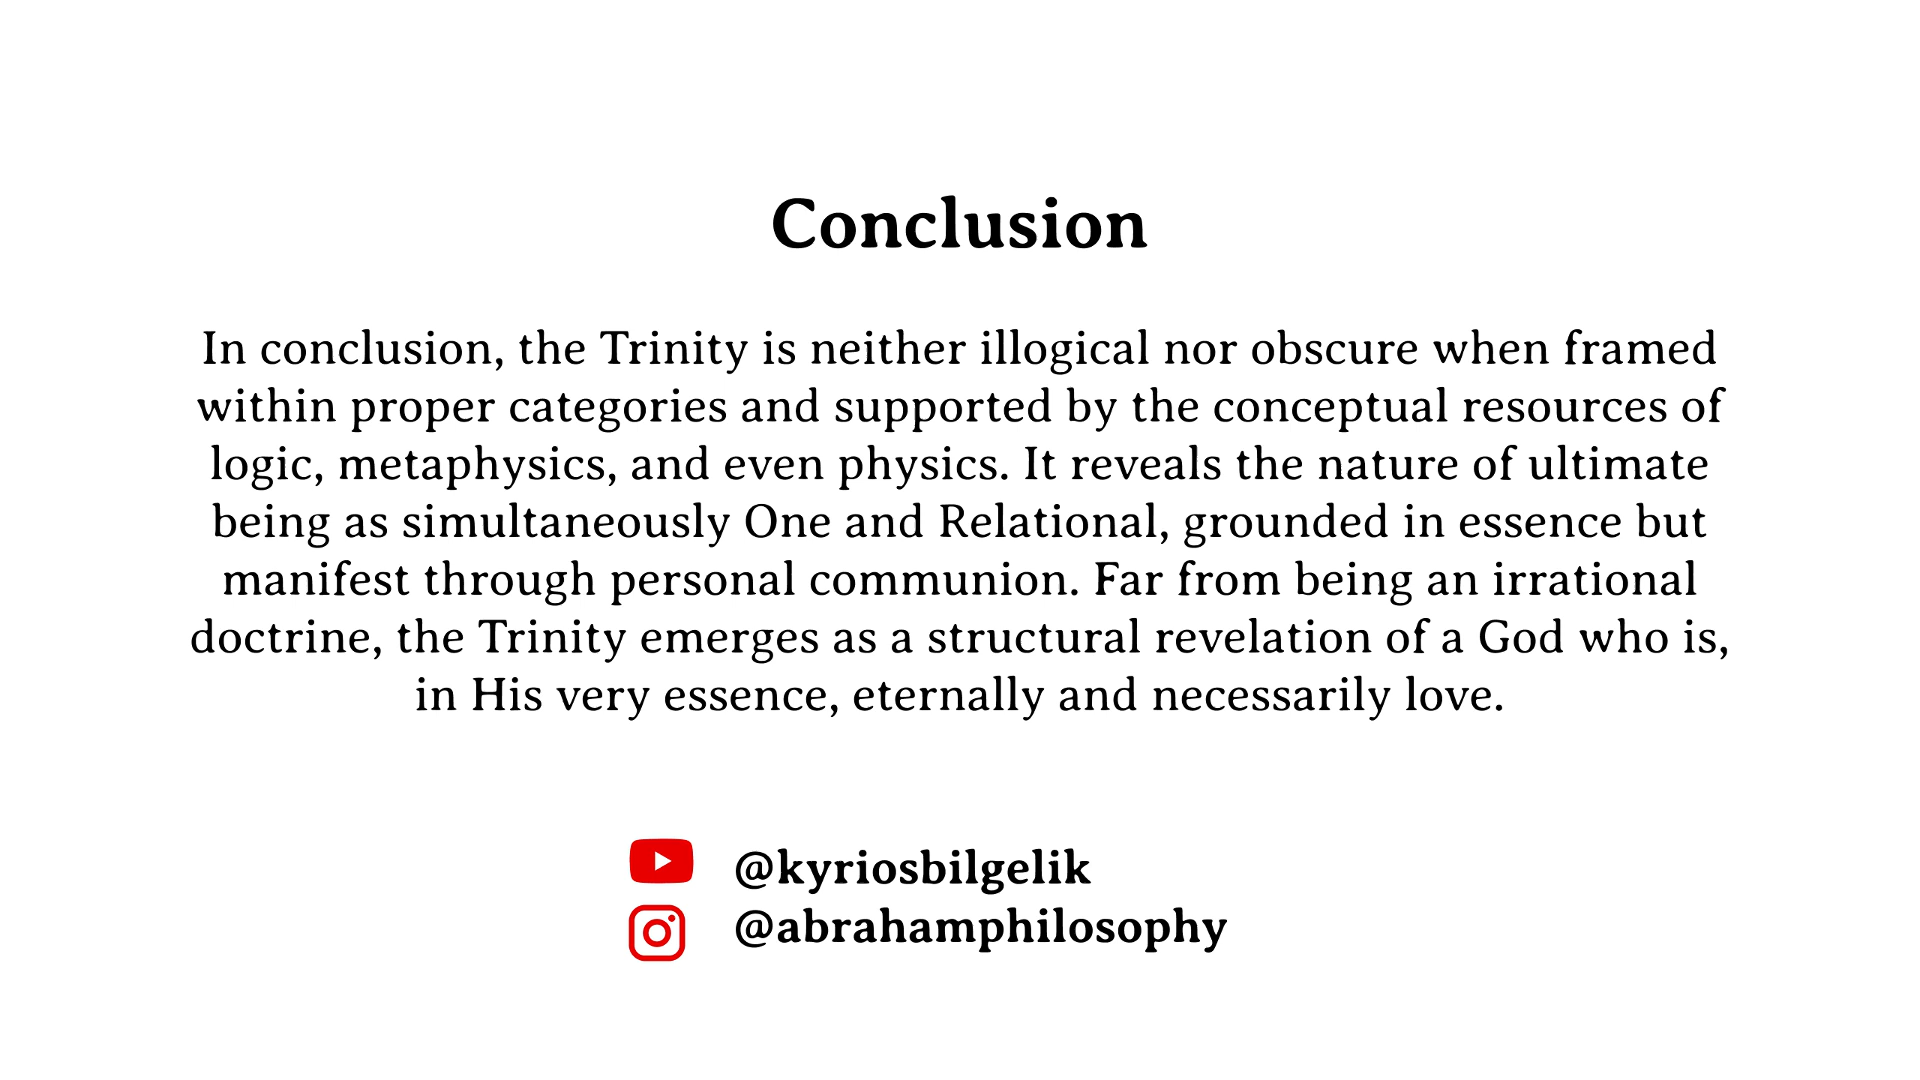 Conclusion
In conclusion, the Trinity is neither illogical nor obscure when framed
within proper categories and supported by the conceptual resources of
logic, metaphysics, and even physics. It reveals the nature of ultimate
being as simultaneously One and Relational, grounded in essence but
manifest through personal communion. Far from being an irrational
doctrine, the Trinity emerges as a structural revelation of a God who is,
in His very essence, eternally and necessarily love.
@kyriosbilgelik
@abrahamphilosophy